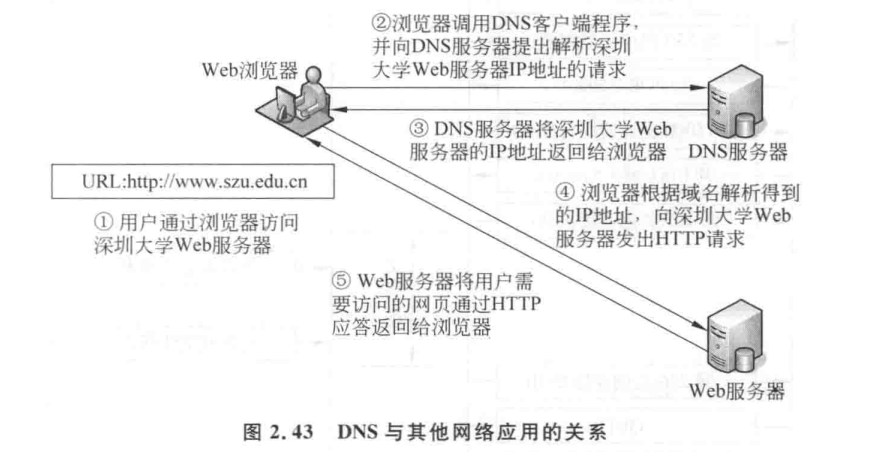 ②浏览器调用DNS客户端程序，
并向DNS服务器提出解析深圳
大学Web服务器IP地址的请求
Web浏览器
③ DNS服务器将深圳大学Web
服务器的IP地址返回给浏览器
DNS服务器
URL:http://www.szu.edu.cn
① 用户通过浏览器访问
深圳大学Web服务器
④ 浏览器根据域名解析得到
的IP地址，向深圳大学Web
服务器发出HTTP请求
⑤ Web服务器将用户需
要访问的网页通过HTTP
应答返回给浏览器
Web服务器
图 2.43 DNS 与其他网络应用的关系